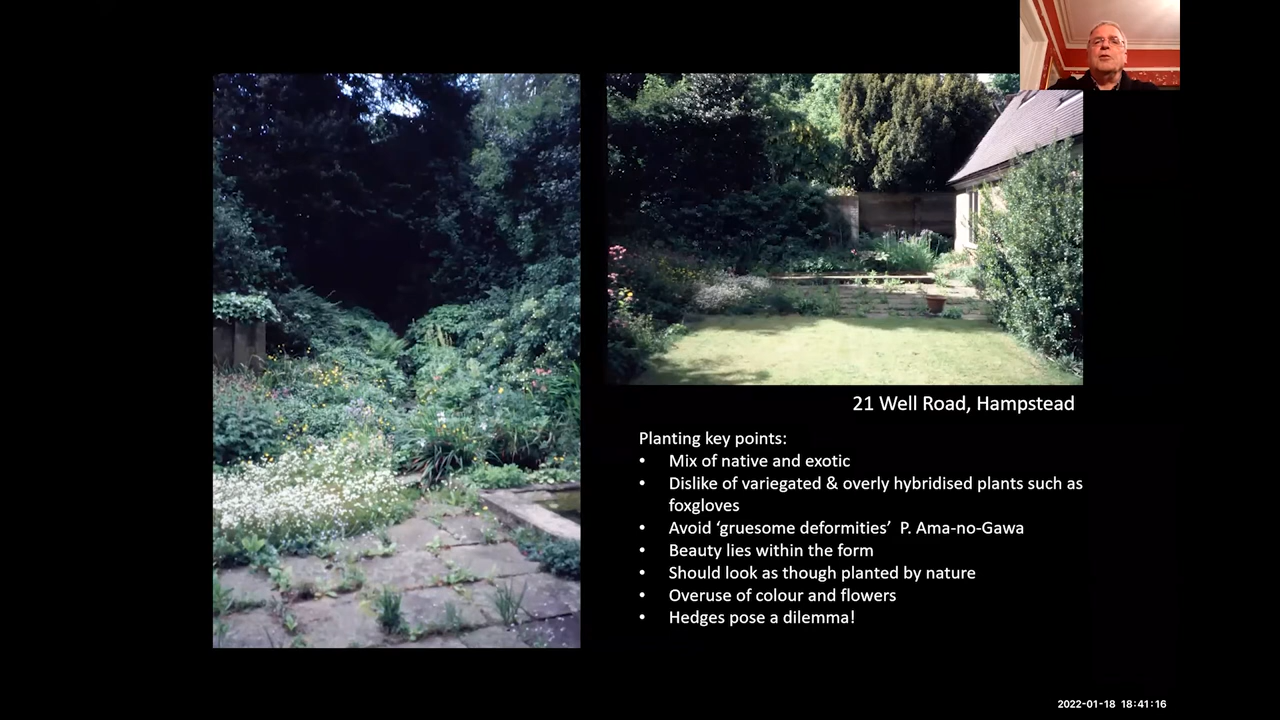 21 Well Road, Hampstead
Planting key points:
• Mix of native and exotic
• Dislike of variegated & overly hybridised plants such as
foxgloves
• Avoid ‘gruesome deformities’ P. Ama-no-Gawa
• Beauty lies within the form
• Should look as though planted by nature
• Overuse of colour and flowers
• Hedges pose a dilemma!
2022-01-18 18:41:16